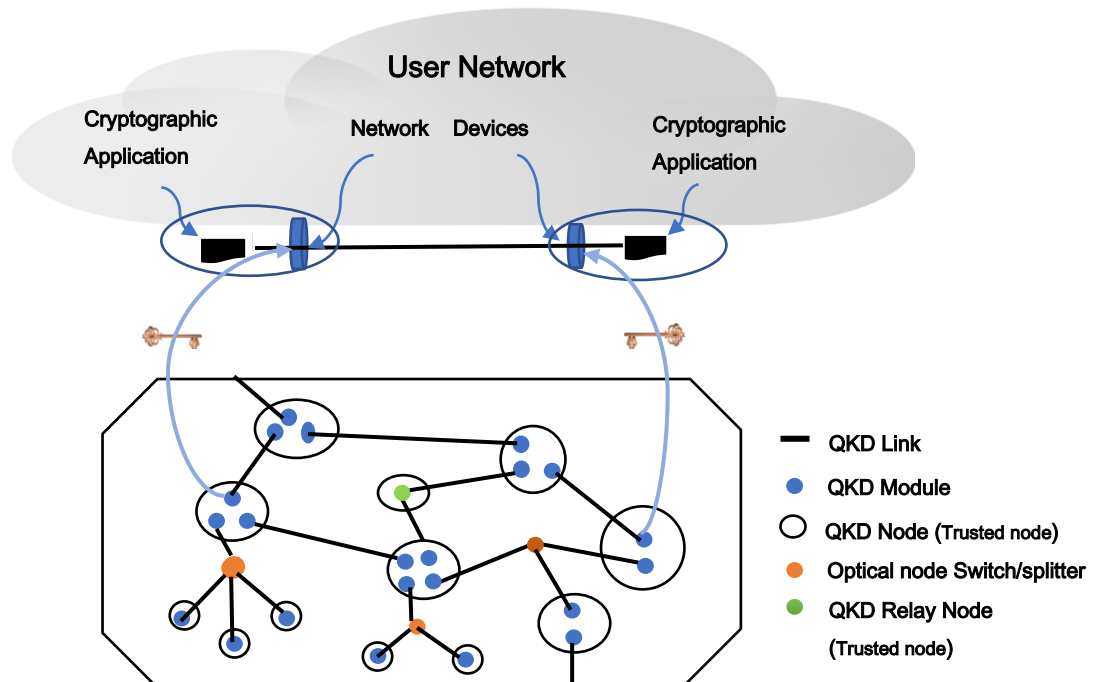 User Network
Cryptographic
Application
Network Devices
Cryptographic
Application
QKD Link
QKD Module
QKD Node (Trusted node)
Optical node Switch/splitter
QKD Relay Node
(Trusted node)